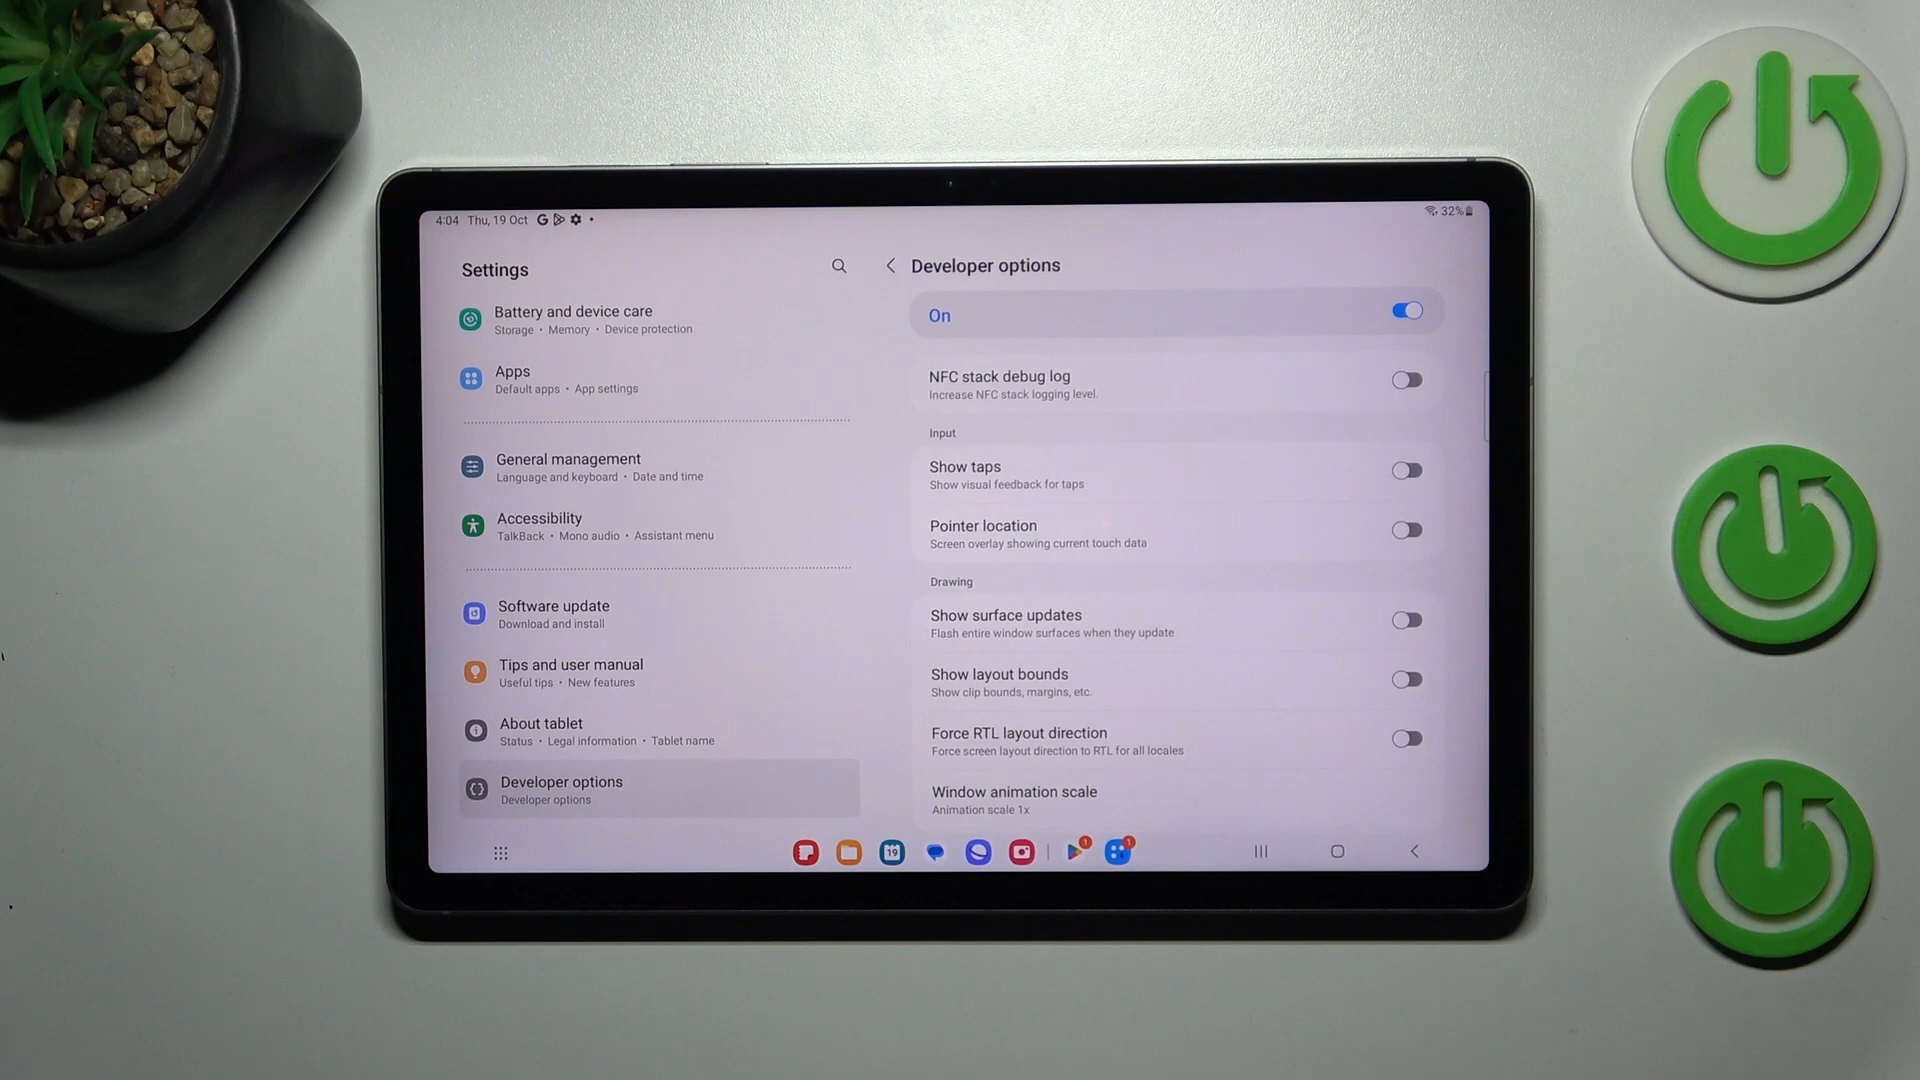 4:04 Thu, 19 Oct
32%
Settings
Battery and device care
Storage • Memory • Device protection
Apps
Default apps • App settings
General management
Language and keyboard • Date and time
Accessibility
TalkBack • Mono audio • Assistant menu
Software update
Download and install
Tips and user manual
Useful tips • New features
About tablet
Status • Legal information • Tablet name
Developer options
Developer options
Developer options
On
NFC stack debug log
Increase NFC stack logging level.
Input
Show taps
Show visual feedback for taps
Pointer location
Screen overlay showing current touch data
Drawing
Show surface updates
Flash entire window surfaces when they update
Show layout bounds
Show clip bounds, margins, etc.
Force RTL layout direction
Force screen layout direction to RTL for all locales
Window animation scale
Animation scale 1x
19
1
1